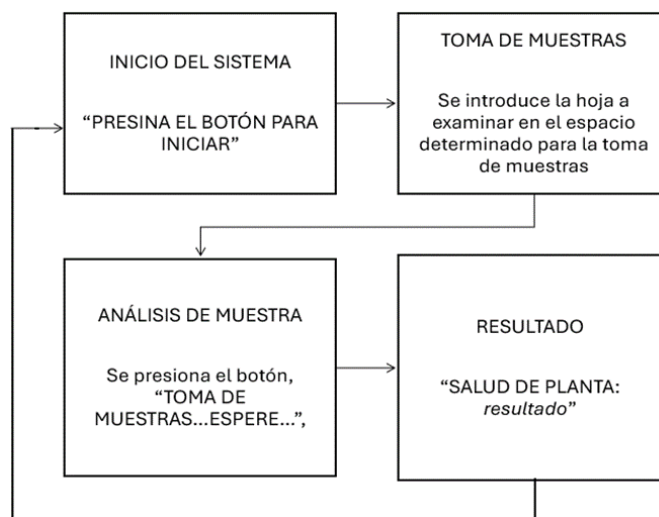 INICIO DEL SISTEMA
“PRESINA EL BOTÓN PARA
INICIAR”
TOMA DE MUESTRAS
Se introduce la hoja a
examinar en el espacio
determinado para la toma
de muestras
ANÁLISIS DE MUESTRA
Se presiona el botón,
“TOMA DE
MUESTRAS...ESPERE...”,
RESULTADO
“SALUD DE PLANTA:
resultado”